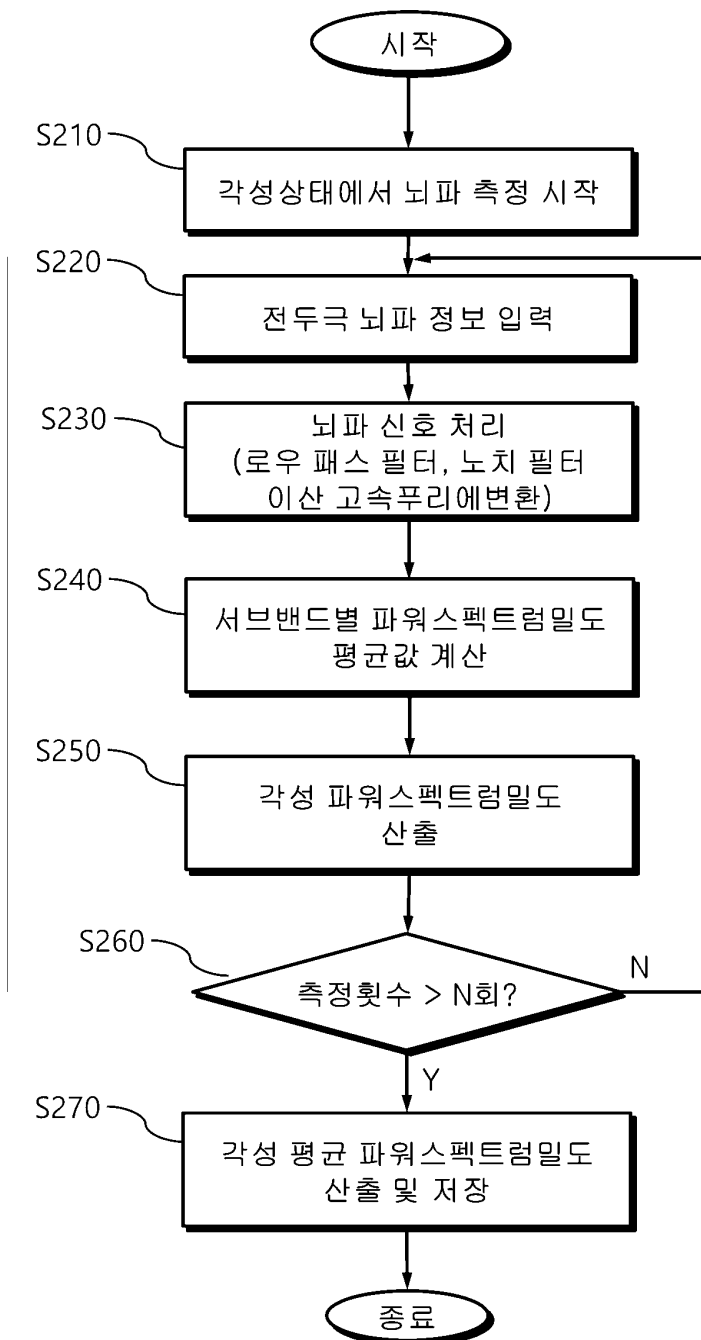 시작
S210
각성상태에서 뇌파 측정 시작
S220
전두극 뇌파 정보 입력
S230
뇌파 신호 처리
(로우 패스 필터, 노치 필터
이산 고속푸리에변환)
S240
서브밴드별 파워스펙트럼밀도
평균값 계산
S250
각성 파워스펙트럼밀도
산출
S260
측정횟수 > N회?
N
Y
S270
각성 평균 파워스펙트럼밀도
산출 및 저장
종료